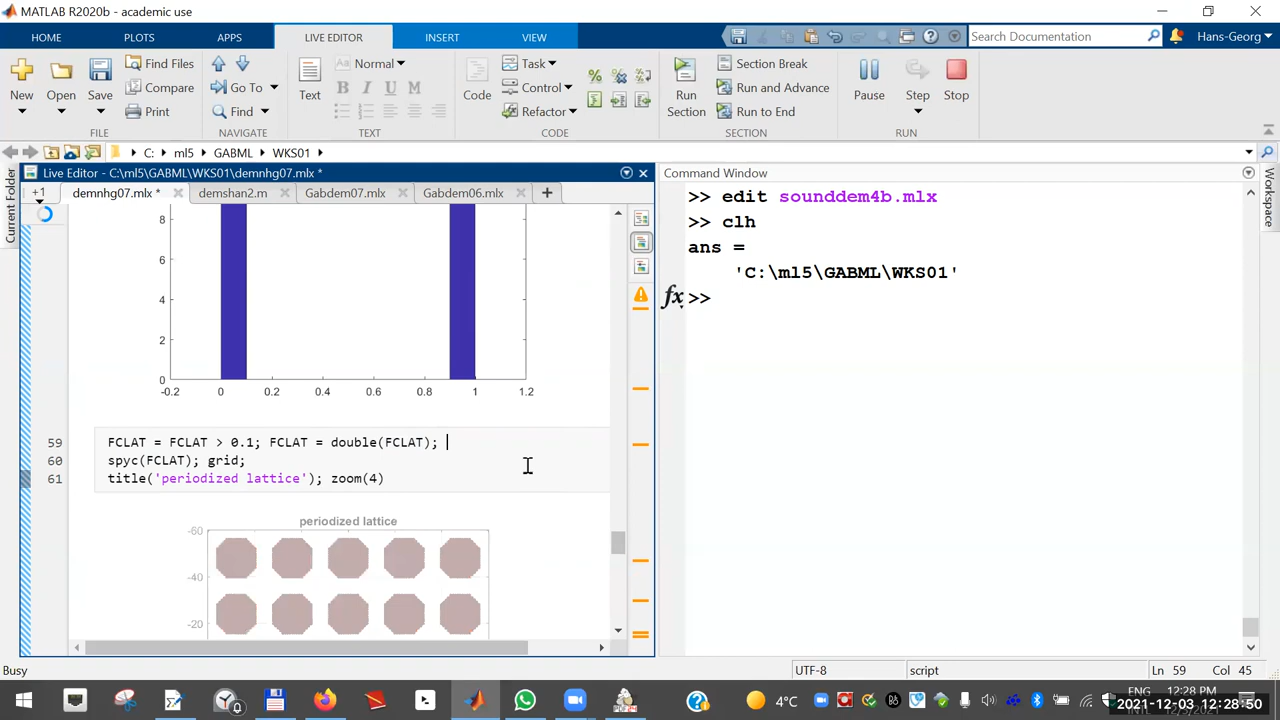 MATLAB R2020b - academic use
HOME PLOTS APPS LIVE EDITOR INSERT VIEW Search Documentation Hans-Georg
New Open Save Find Files Compare Print
FILE
Go To Find
NAVIGATE
Text Normal B I U M
TEXT
Code Task Control Refactor
CODE
Run Section Section Break Run and Advance Run to End
SECTION
Pause Step Stop
RUN
C: ml5 GABML WKS01
Live Editor - C:\ml5\GABML\WKS01\demnhg07.mlx *
+1 demnhg07.mlx * demshan2.m Gabdem07.mlx Gabdem06.mlx
Current Folder
8
6
4
2
0
-0.2 0 0.2 0.4 0.6 0.8 1 1.2
59 FCLAT = FCLAT > 0.1; FCLAT = double(FCLAT);
60 spyc(FCLAT); grid;
61 title('periodized lattice'); zoom(4)
periodized lattice
-60
-40
-20
Command Window
>> edit sounddem4b.mlx
>> clh
ans =
'C:\ml5\GABML\WKS01'
fx >>
Workspace
Busy UTF-8 script Ln 59 Col 45
4°C ENG 12:28 PM
2021-12-03 12:28:50